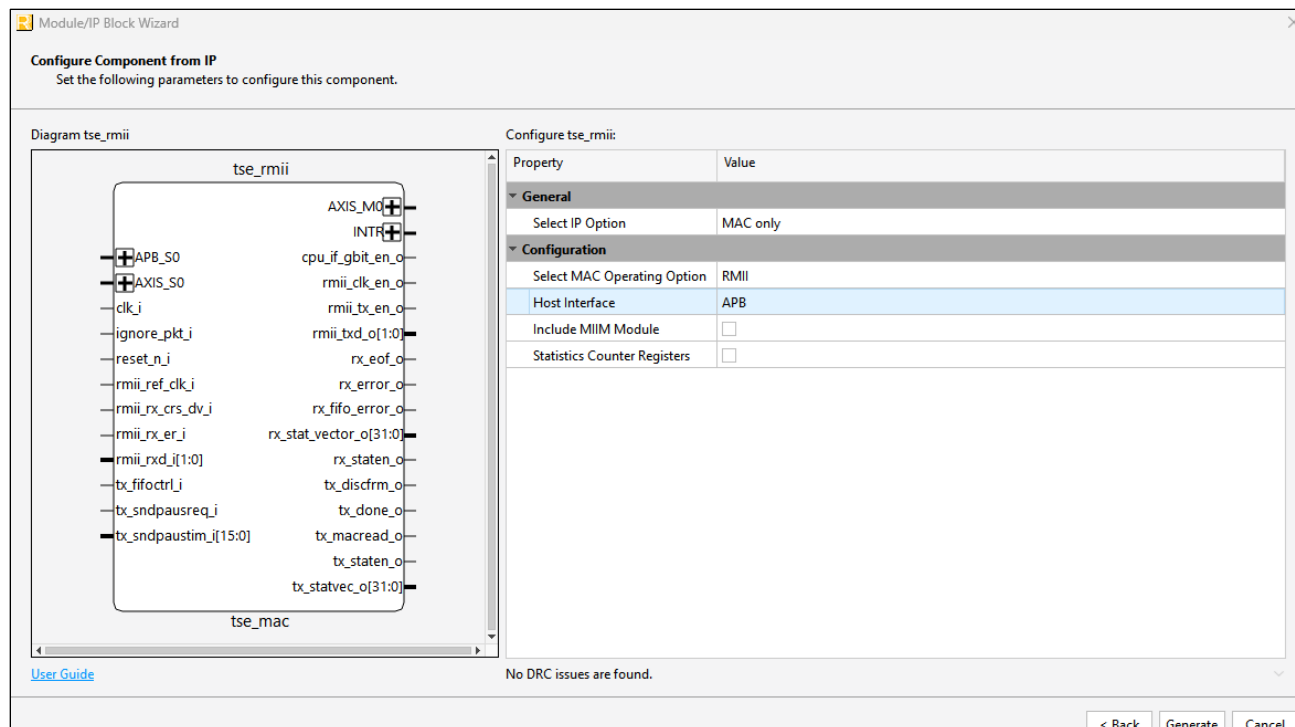 Module/IP Block Wizard
Configure Component from IP
Set the following parameters to configure this component.
Diagram tse_rmii
tse_rmii
AXIS_M0
INTR
APB_S0
cpu_if_gbit_en_o
AXIS_S0
rmii_clk_en_o
clk_i
rmii_tx_en_o
ignore_pkt_i
rmii_txd_o[1:0]
reset_n_i
rx_eof_o
rmii_ref_clk_i
rx_error_o
rmii_rx_crs_dv_i
rx_fifo_error_o
rmii_rx_er_i
rx_stat_vector_o[31:0]
rmii_rxd_i[1:0]
rx_staten_o
tx_fifoctrl_i
tx_discfrm_o
tx_sndpausreq_i
tx_done_o
tx_sndpaustim_i[15:0]
tx_macread_o
tx_staten_o
tx_statvec_o[31:0]
tse_mac
User Guide
Configure tse_rmii:
Property Value
General
Select IP Option MAC only
Configuration
Select MAC Operating Option RMII
Host Interface APB
Include MIIM Module
Statistics Counter Registers
No DRC issues are found.
< Back Generate Cancel